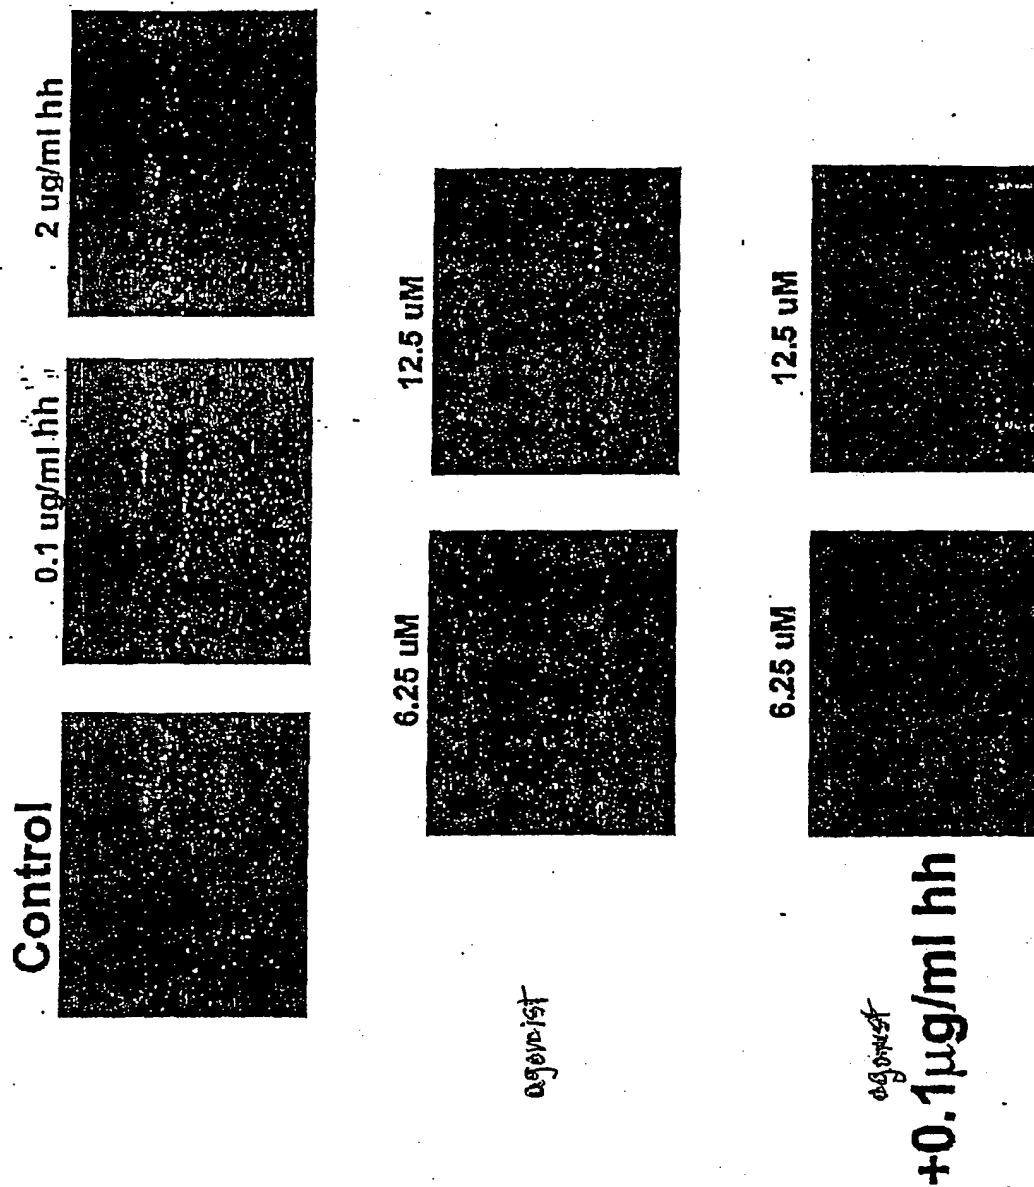 Control
0.1 ug/ml hh
2 ug/ml hh
agonist
6.25 uM
12.5 uM
agonist
+0.1µg/ml hh
6.25 uM
12.5 uM